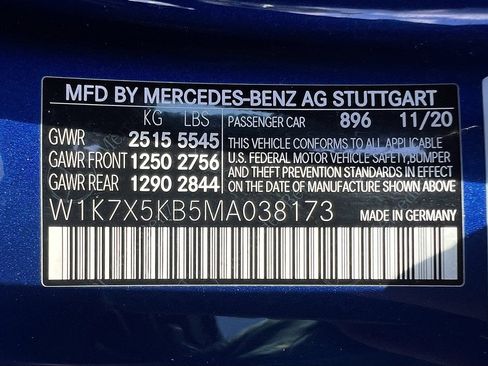 MFD BY MERCEDES-BENZ AG STUTTGART
KG LBS PASSENGER CAR 896 11/20
GVWR 2515 5545 THIS VEHICLE CONFORMS TO ALL APPLICABLE
GAWR FRONT 1250 2756 U.S. FEDERAL MOTOR VEHICLE SAFETY, BUMPER
GAWR REAR 1290 2844 AND THEFT PREVENTION STANDARDS IN EFFECT
ON THE DATE OF MANUFACTURE SHOWN ABOVE.
W1K7X5KB5MA038173 MADE IN GERMANY